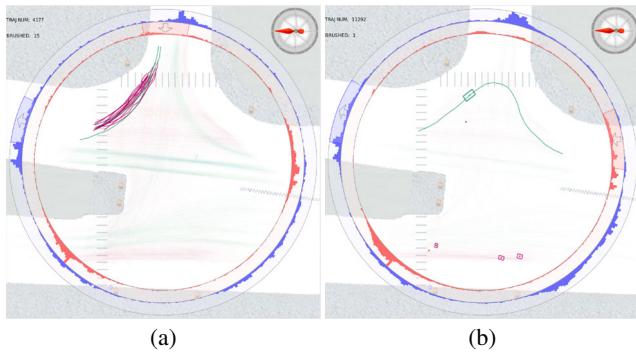 TRAJ NUM: 4177
TRAJ NUM: 11292
BRUSHED: 15
BRUSHED: 1
(a)
(b)